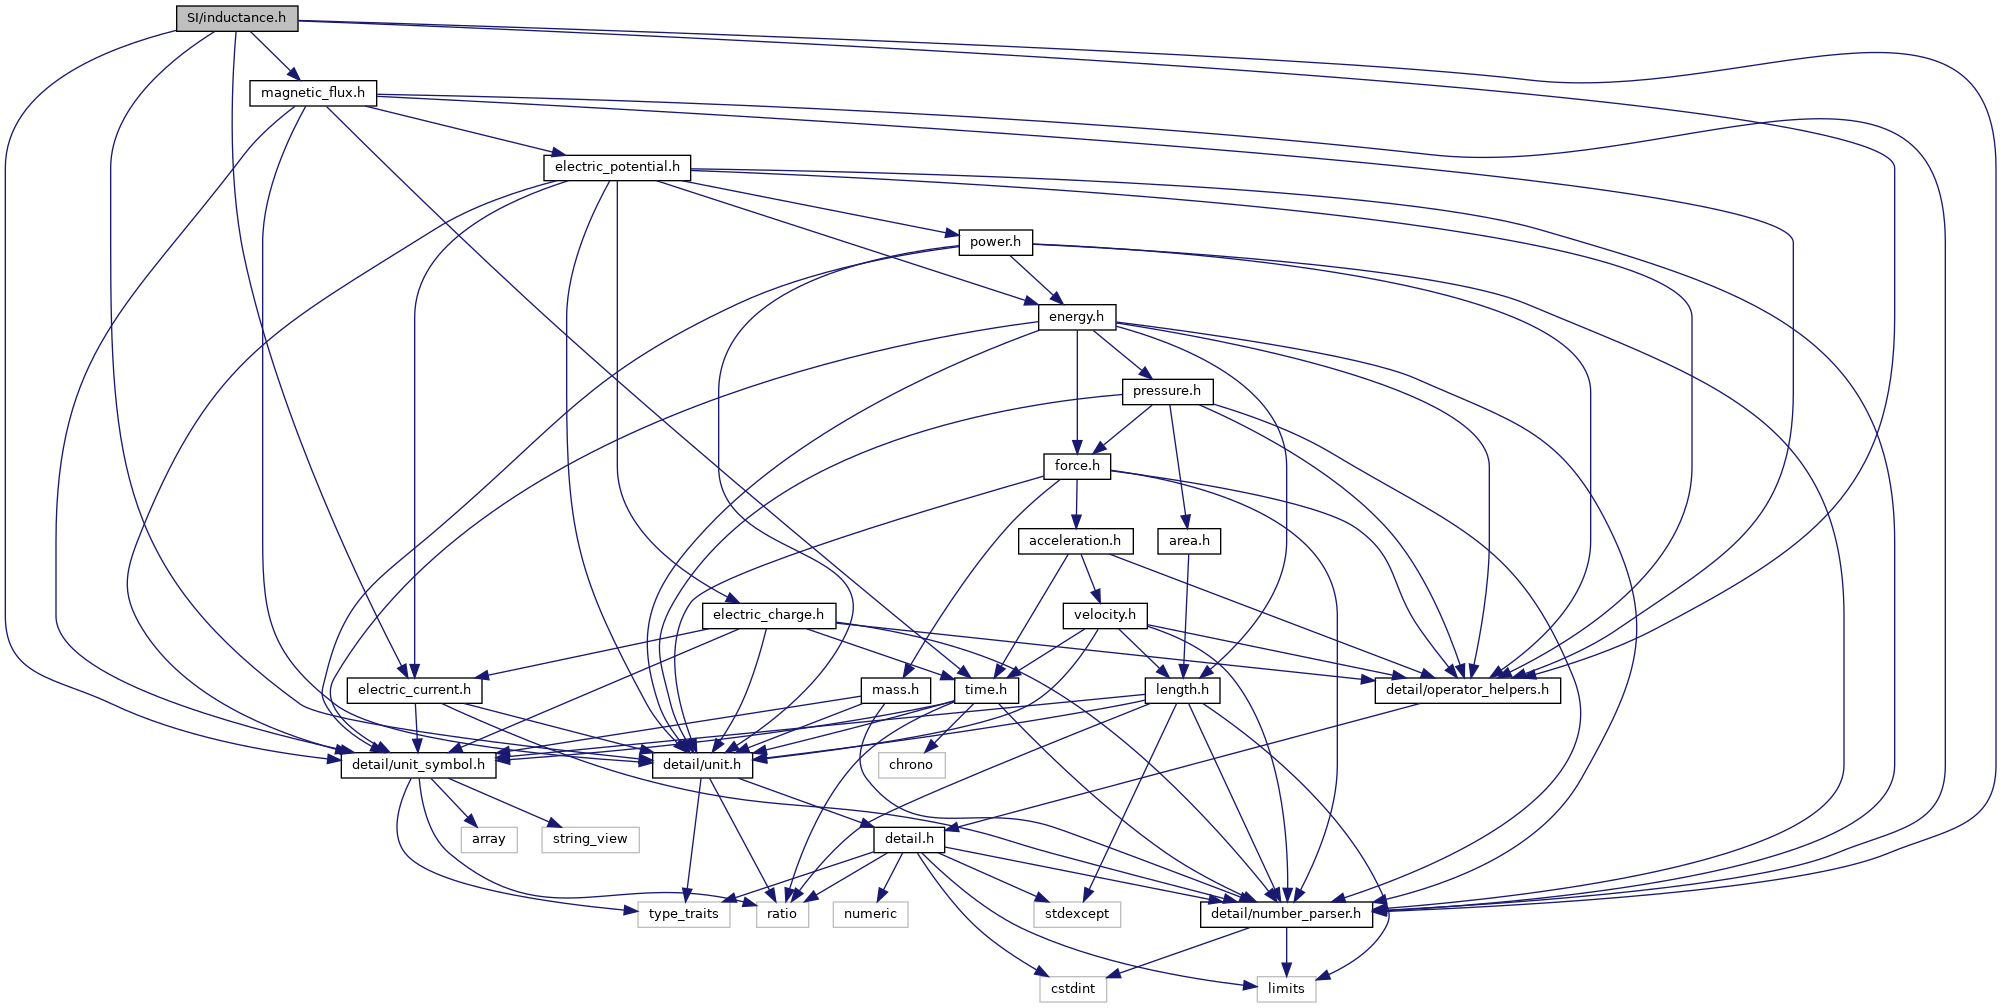 SI/inductance.h
magnetic_flux.h
electric_potential.h
power.h
energy.h
pressure.h
force.h
acceleration.h
area.h
electric_charge.h
velocity.h
electric_current.h
mass.h
time.h
length.h
detail/operator_helpers.h
detail/unit_symbol.h
detail/unit.h
chrono
array
string_view
detail.h
type_traits
ratio
numeric
stdexcept
detail/number_parser.h
cstdint
limits